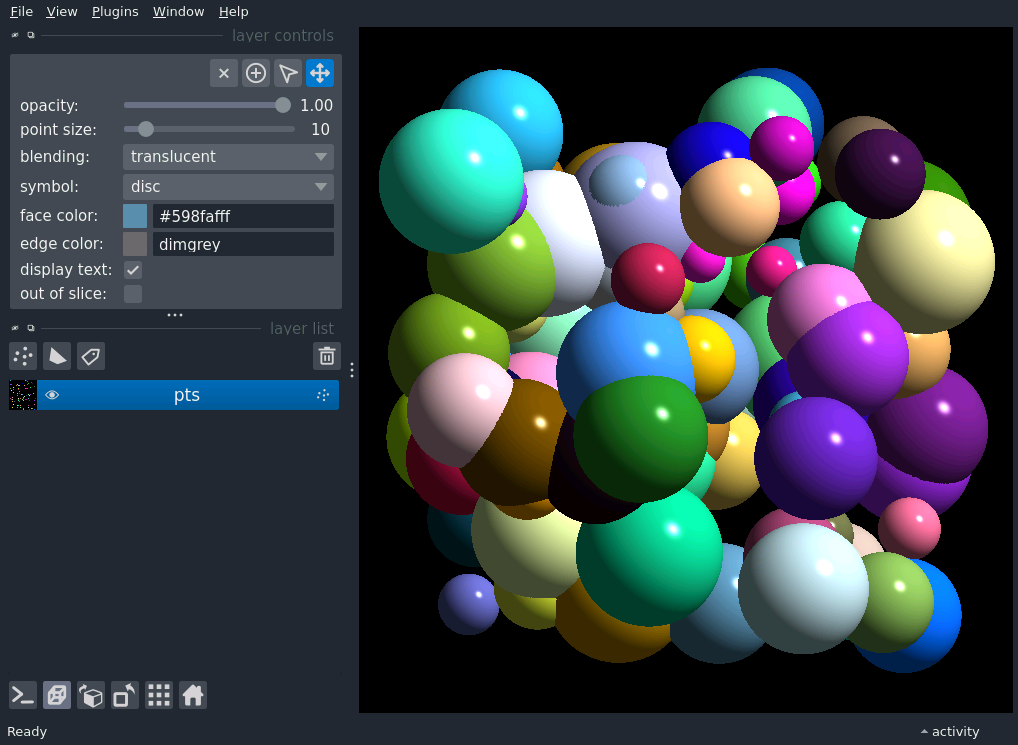 File View Plugins Window Help
layer controls
opacity: 1.00
point size: 10
blending: translucent
symbol: disc
face color: #598fafff
edge color: dimgrey
display text:
out of slice:
layer list
pts
Ready
activity